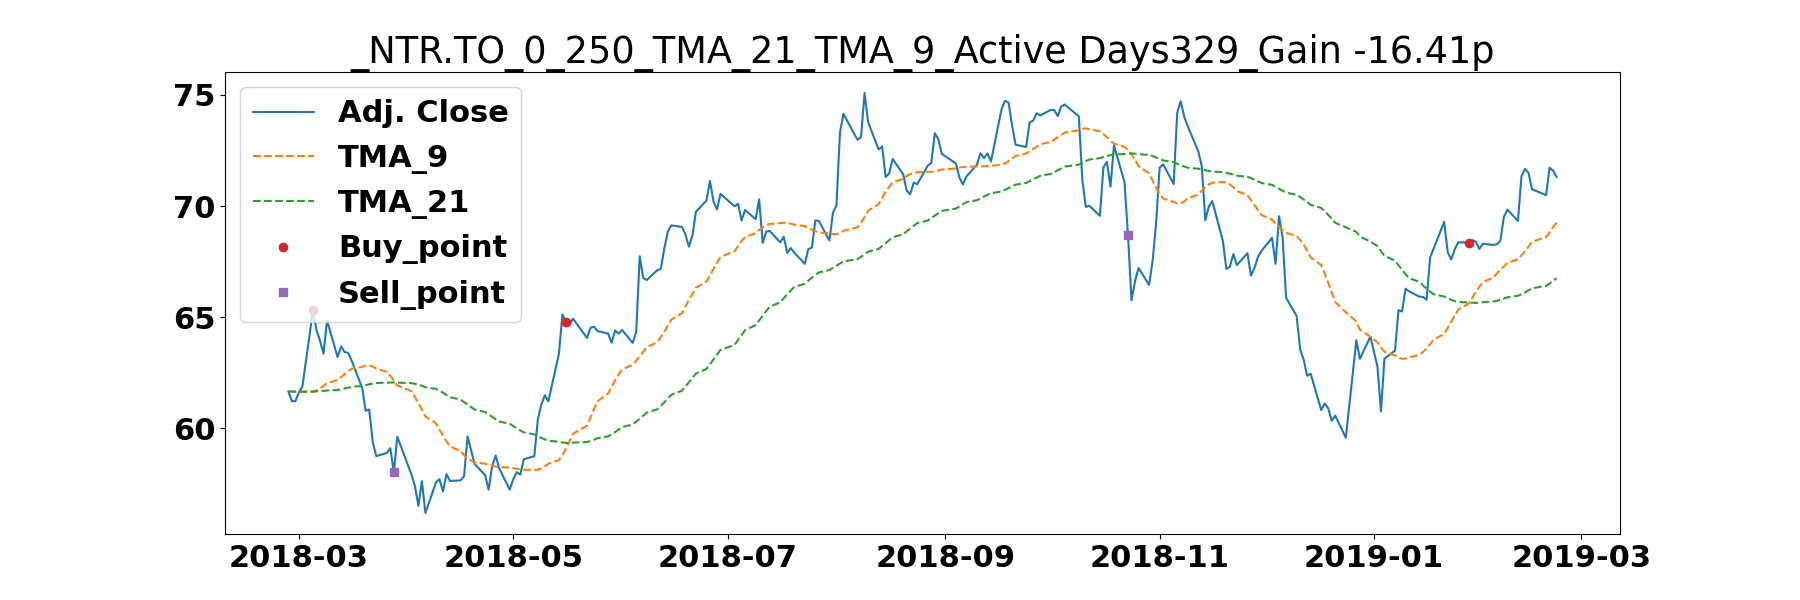 _NTR.TO_0_250_TMA_21_TMA_9_Active Days329_Gain -16.41p
75
70
65
60
Adj. Close
TMA_9
TMA_21
Buy_point
Sell_point
2018-03 2018-05 2018-07 2018-09 2018-11 2019-01 2019-03